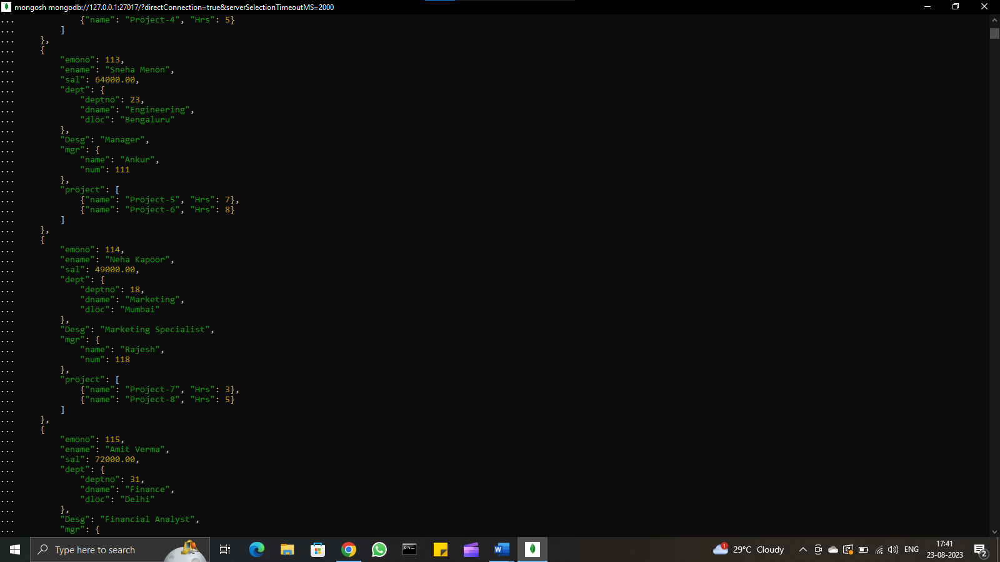 mongosh mongodb://127.0.0.1:27017/?directConnection=true&serverSelectionTimeoutMS=2000
...             {"name": "Project-4", "Hrs": 5}
...         ]
...     },
...     {
...         "emono": 113,
...         "ename": "Sneha Menon",
...         "sal": 64000.00,
...         "dept": {
...             "deptno": 23,
...             "dname": "Engineering",
...             "dloc": "Bengaluru"
...         },
...         "Desg": "Manager",
...         "mgr": {
...             "name": "Ankur",
...             "num": 111
...         },
...         "project": [
...             {"name": "Project-5", "Hrs": 7},
...             {"name": "Project-6", "Hrs": 8}
...         ]
...     },
...     {
...         "emono": 114,
...         "ename": "Neha Kapoor",
...         "sal": 49000.00,
...         "dept": {
...             "deptno": 18,
...             "dname": "Marketing",
...             "dloc": "Mumbai"
...         },
...         "Desg": "Marketing Specialist",
...         "mgr": {
...             "name": "Rajesh",
...             "num": 118
...         },
...         "project": [
...             {"name": "Project-7", "Hrs": 3},
...             {"name": "Project-8", "Hrs": 5}
...         ]
...     },
...     {
...         "emono": 115,
...         "ename": "Amit Verma",
...         "sal": 72000.00,
...         "dept": {
...             "deptno": 31,
...             "dname": "Finance",
...             "dloc": "Delhi"
...         },
...         "Desg": "Financial Analyst",
...         "mgr": {
Type here to search
1
29°C Cloudy
ENG
17:41
23-08-2023
2